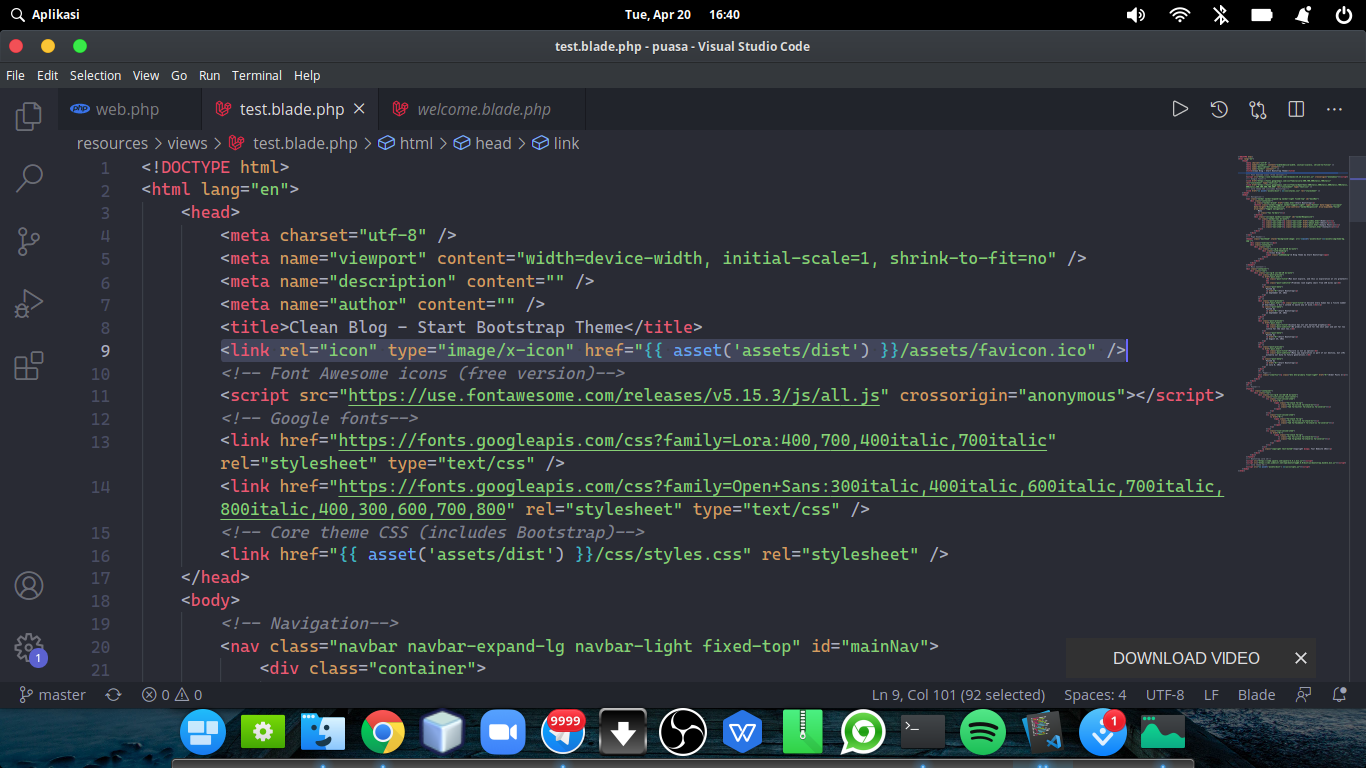 Aplikasi
Tue, Apr 20 16:40
test.blade.php - puasa - Visual Studio Code
File Edit Selection View Go Run Terminal Help
php web.php test.blade.php welcome.blade.php
resources > views > test.blade.php > html > head > link
1 <!DOCTYPE html>
2 <html lang="en">
3 <head>
4 <meta charset="utf-8" />
5 <meta name="viewport" content="width=device-width, initial-scale=1, shrink-to-fit=no" />
6 <meta name="description" content="" />
7 <meta name="author" content="" />
8 <title>Clean Blog - Start Bootstrap Theme</title>
9 <link rel="icon" type="image/x-icon" href="{{ asset('assets/dist') }}/assets/favicon.ico" />
10 <!-- Font Awesome icons (free version)-->
11 <script src="https://use.fontawesome.com/releases/v5.15.3/js/all.js" crossorigin="anonymous"></script>
12 <!-- Google fonts-->
13 <link href="https://fonts.googleapis.com/css?family=Lora:400,700,400italic,700italic"
rel="stylesheet" type="text/css" />
14 <link href="https://fonts.googleapis.com/css?family=Open+Sans:300italic,400italic,600italic,700italic,
800italic,400,300,600,700,800" rel="stylesheet" type="text/css" />
15 <!-- Core theme CSS (includes Bootstrap)-->
16 <link href="{{ asset('assets/dist') }}/css/styles.css" rel="stylesheet" />
17 </head>
18 <body>
19 <!-- Navigation-->
20 <nav class="navbar navbar-expand-lg navbar-light fixed-top" id="mainNav">
21 <div class="container">
DOWNLOAD VIDEO
1
master 0 0 Ln 9, Col 101 (92 selected) Spaces: 4 UTF-8 LF Blade
9999 W 1